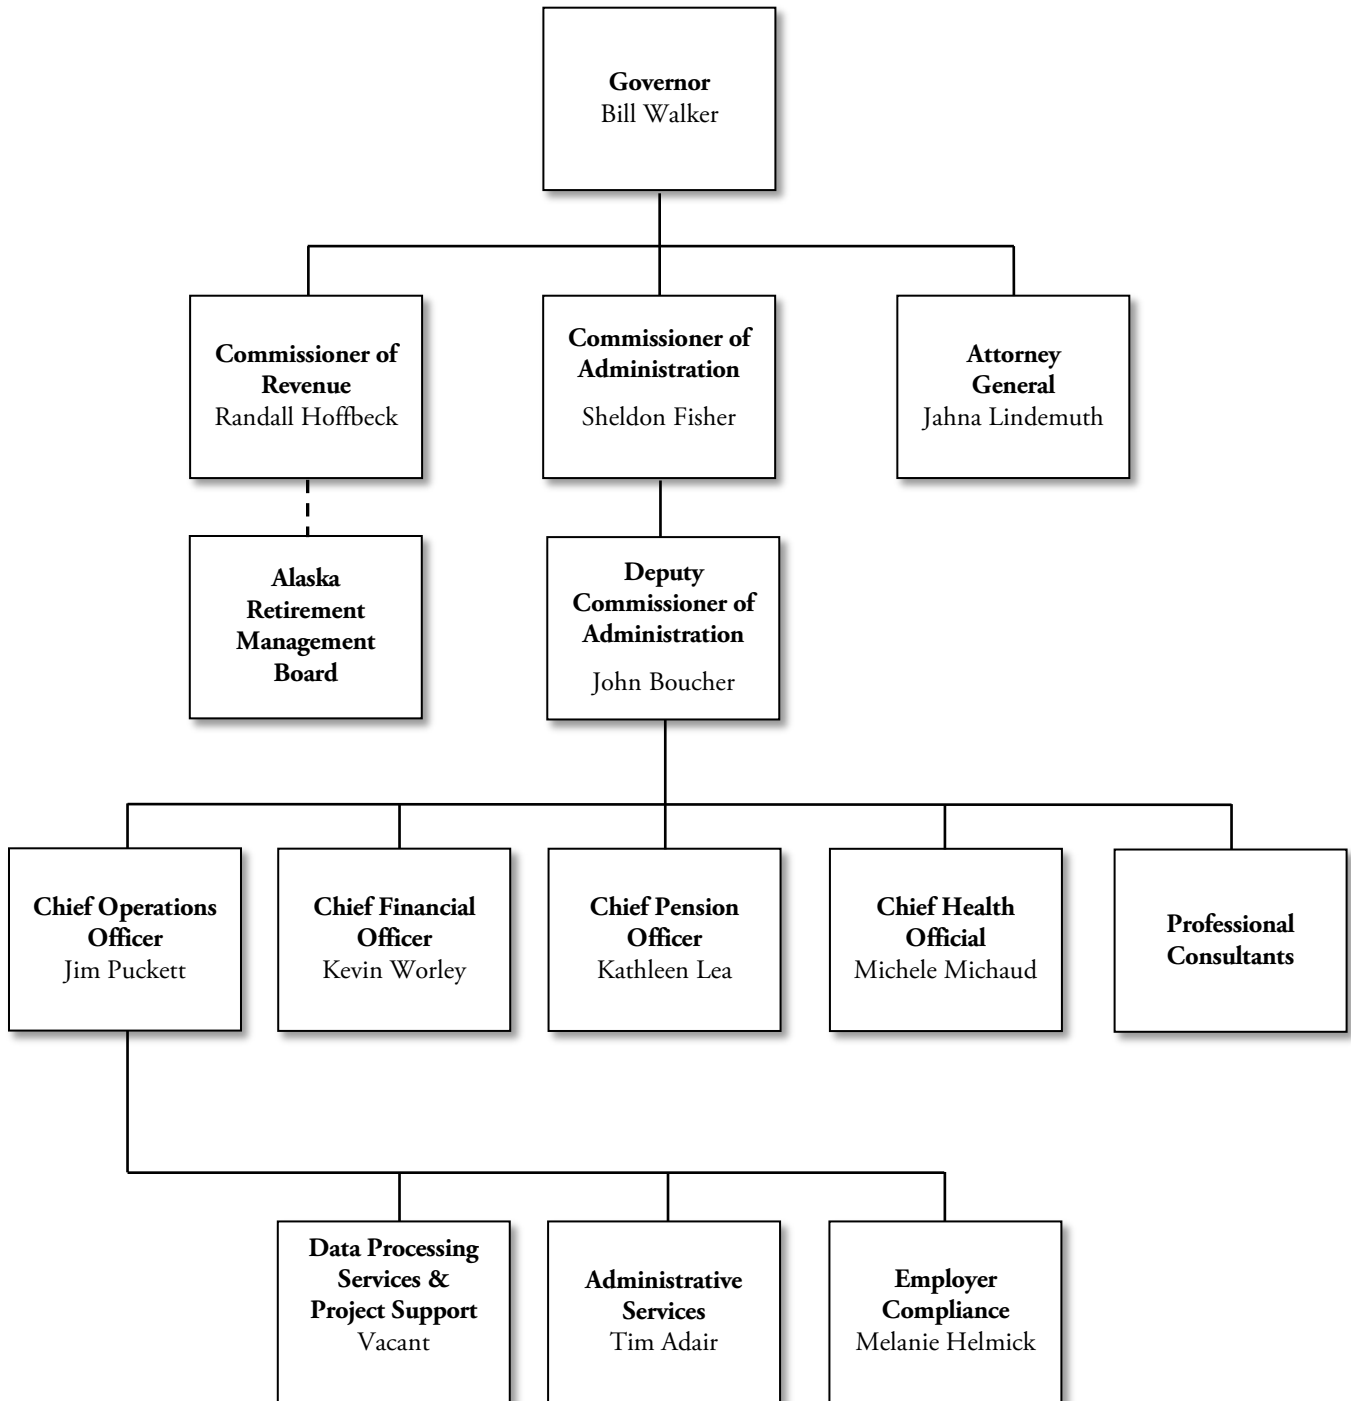 Governor
Bill Walker
Commissioner of
Revenue
Randall Hoffbeck
Commissioner of
Administration
Sheldon Fisher
Attorney
General
Jahna Lindemuth
Alaska
Retirement
Management
Board
Deputy
Commissioner of
Administration
John Boucher
Chief Operations
Officer
Jim Puckett
Chief Financial
Officer
Kevin Worley
Chief Pension
Officer
Kathleen Lea
Chief Health
Official
Michele Michaud
Professional
Consultants
Data Processing
Services &
Project Support
Vacant
Administrative
Services
Tim Adair
Employer
Compliance
Melanie Helmick